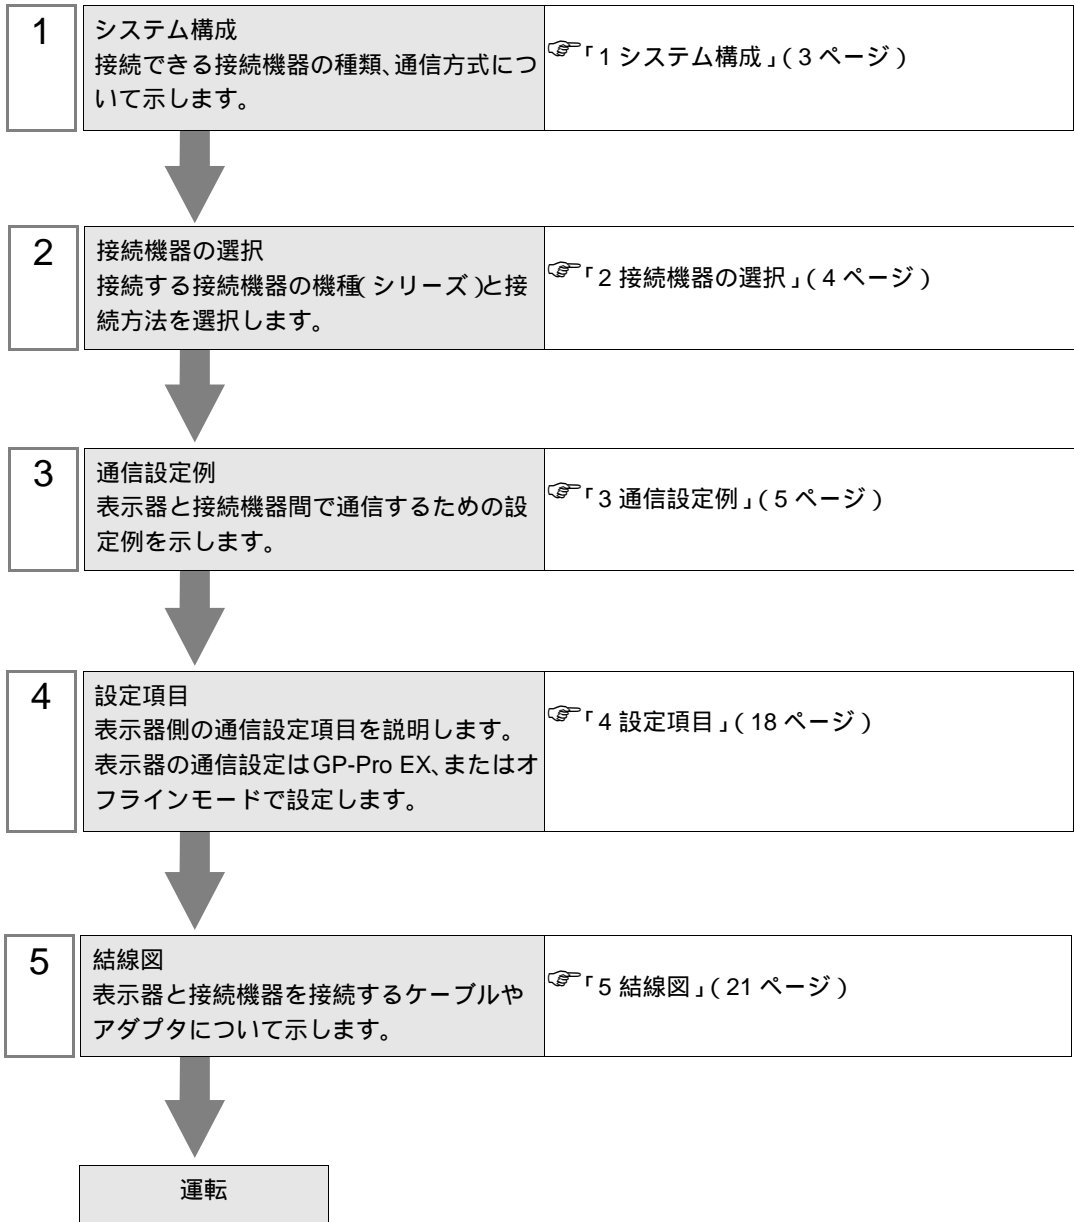 1
システム構成
接続できる接続機器の種類、通信方式につ
いて示します。
☞「1 システム構成」( 3 ページ )
2
接続機器の選択
接続する接続機器の機種( シリーズ )と接
続方法を選択します。
☞「2 接続機器の選択」( 4 ページ )
3
通信設定例
表示器と接続機器間で通信するための設
定例を示します。
☞「3 通信設定例」( 5 ページ )
4
設定項目
表示器側の通信設定項目を説明します。
表示器の通信設定はGP-Pro EX、またはオ
フラインモードで設定します。
☞「4 設定項目」( 18 ページ )
5
結線図
表示器と接続機器を接続するケーブルや
アダプタについて示します。
☞「5 結線図」( 21 ページ )
運転